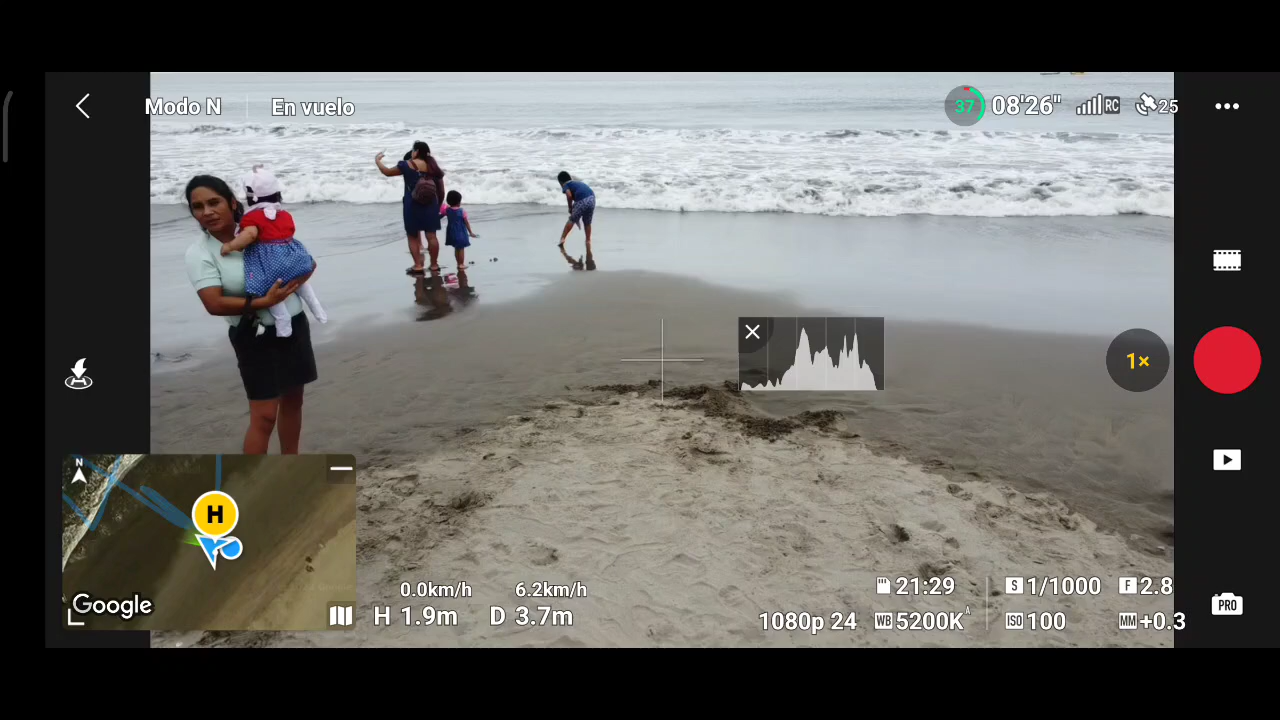 Modo N En vuelo 37 08'26" RC 25
1×
N
H
Google
0.0km/h 6.2km/h
H 1.9m D 3.7m
21:29 S 1/1000 F 2.8
1080p 24 WB 5200K A ISO 100 MM +0.3
PRO